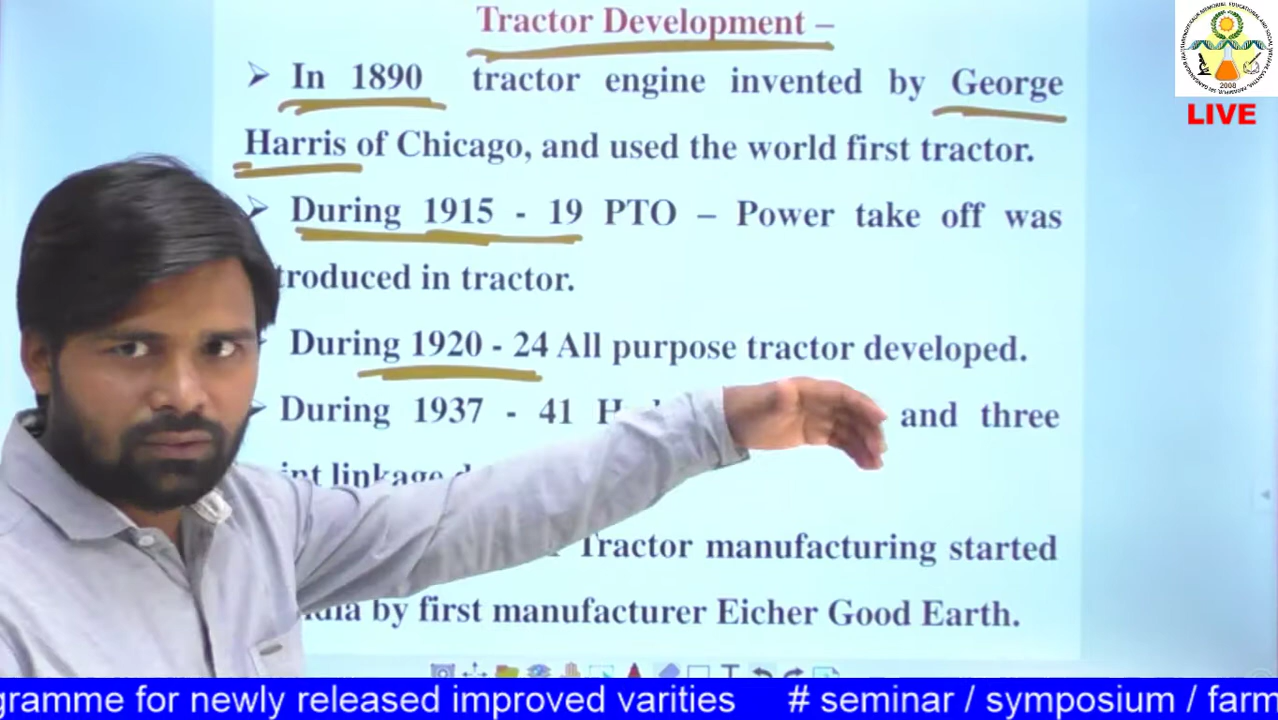 Tractor Development –
➢ In 1890 tractor engine invented by George
Harris of Chicago, and used the world first tractor.
During 1915 - 19 PTO – Power take off was
troduced in tractor.
During 1920 - 24 All purpose tractor developed.
During 1937 - 41 and three
linkage
Tractor manufacturing started
by first manufacturer Eicher Good Earth.
2008
LIVE
gramme for newly released improved varities # seminar / symposium / farm